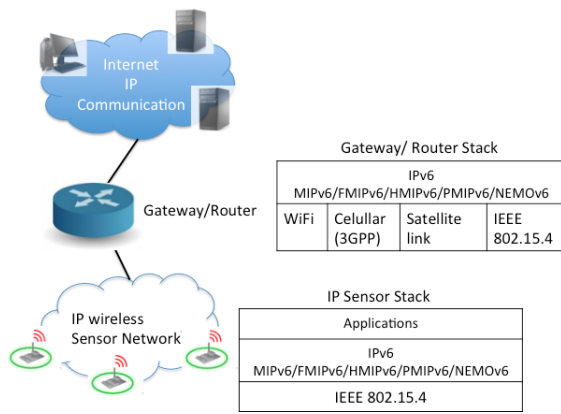 Internet
IP
Communication
Gateway/ Router Stack
IPv6
MIPv6/FMIPv6/HMIPv6/PMIPv6/NEMOv6
WiFi
Celullar
(3GPP)
Satellite
link
IEEE
802.15.4
Gateway/Router
IP Sensor Stack
IP wireless
Sensor Network
Applications
IPv6
MIPv6/FMIPv6/HMIPv6/PMIPv6/NEMOv6
IEEE 802.15.4